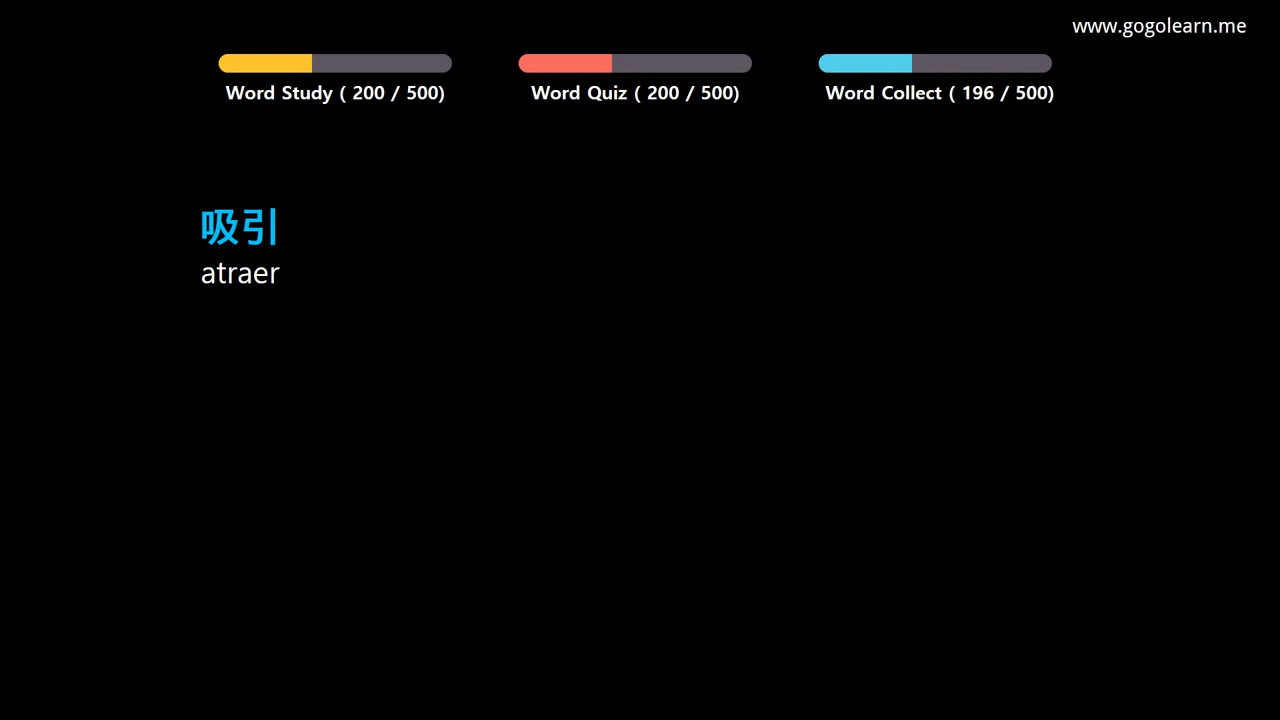 www.gogolearn.me
Word Study ( 200 / 500)
Word Quiz ( 200 / 500)
Word Collect ( 196 / 500)
吸引
atraer